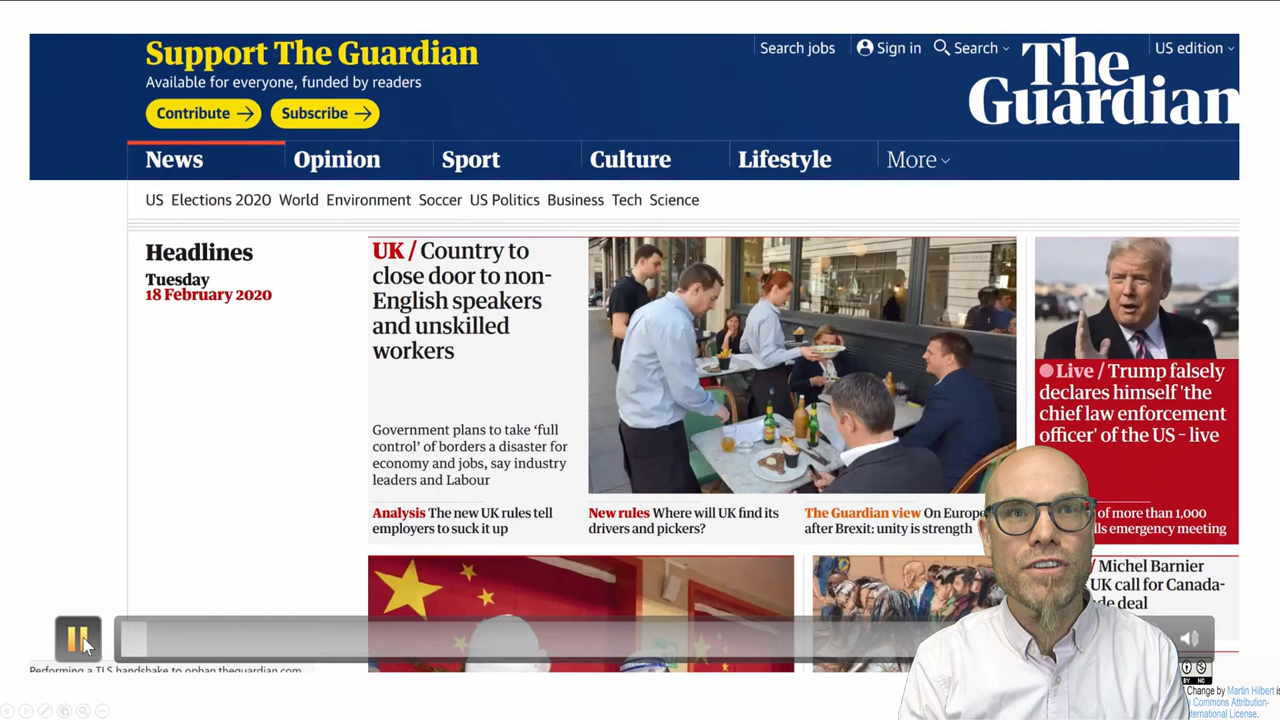 Support The Guardian
Available for everyone, funded by readers
Contribute
Subscribe
Search jobs
Sign in
Search
US edition
The
Guardian
News
Opinion
Sport
Culture
Lifestyle
More
US Elections 2020 World Environment Soccer US Politics Business Tech Science
Headlines
Tuesday
18 February 2020
UK / Country to
close door to non-
English speakers
and unskilled
workers
Government plans to take ‘full
control’ of borders a disaster for
economy and jobs, say industry
leaders and Labour
Analysis The new UK rules tell
employers to suck it up
New rules Where will UK find its
drivers and pickers?
The Guardian view On Europe
after Brexit: unity is strength
Live / Trump falsely
declares himself 'the
chief law enforcement
officer' of the US – live
of more than 1,000
emergency meeting
/ Michel Barnier
UK call for Canada-
deal
Performing a TLS handshake to ophan.theguardian.com
BY NC
Change by Martin Hilbert is
Commons Attribution-
International License,